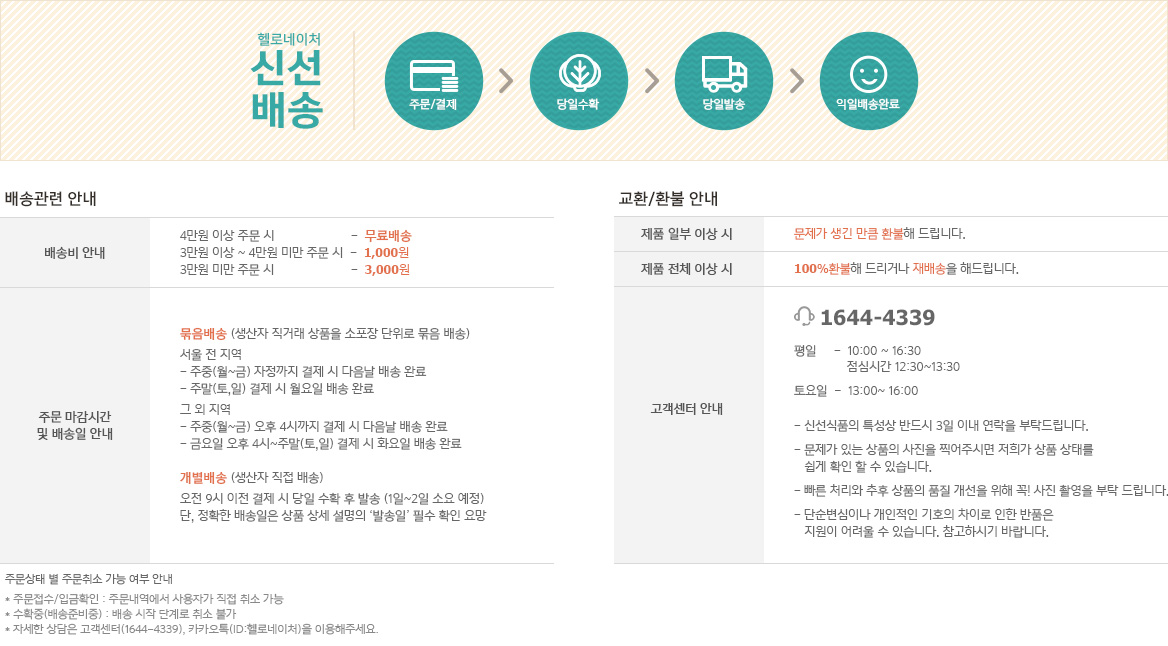 헬로네이처
신선
배송
주문/결제
당일수확
당일발송
익일배송완료
배송관련 안내
배송비 안내
4만원 이상 주문 시 - 무료배송
3만원 이상 ~ 4만원 미만 주문 시 - 1,000원
3만원 미만 주문 시 - 3,000원
주문 마감시간
및 배송일 안내
묶음배송 (생산자 직거래 상품을 소포장 단위로 묶음 배송)
서울 전 지역
- 주중(월~금) 자정까지 결제 시 다음날 배송 완료
- 주말(토,일) 결제 시 월요일 배송 완료
그 외 지역
- 주중(월~금) 오후 4시까지 결제 시 다음날 배송 완료
- 금요일 오후 4시~주말(토,일) 결제 시 화요일 배송 완료
개별배송 (생산자 직접 배송)
오전 9시 이전 결제 시 당일 수확 후 발송 (1일~2일 소요 예정)
단, 정확한 배송일은 상품 상세 설명의 ‘발송일’ 필수 확인 요망
주문상태 별 주문취소 가능 여부 안내
* 주문접수/입금확인 : 주문내역에서 사용자가 직접 취소 가능
* 수확중(배송준비중) : 배송 시작 단계로 취소 불가
* 자세한 상담은 고객센터(1644-4339), 카카오톡(ID:헬로네이처)을 이용해주세요.
교환/환불 안내
제품 일부 이상 시
문제가 생긴 만큼 환불해 드립니다.
제품 전체 이상 시
100%환불해 드리거나 재배송을 해드립니다.
고객센터 안내
1644-4339
평일 - 10:00 ~ 16:30
점심시간 12:30~13:30
토요일 - 13:00~ 16:00
- 신선식품의 특성상 반드시 3일 이내 연락을 부탁드립니다.
- 문제가 있는 상품의 사진을 찍어주시면 저희가 상품 상태를
쉽게 확인 할 수 있습니다.
- 빠른 처리와 추후 상품의 품질 개선을 위해 꼭! 사진 촬영을 부탁 드립니다.
- 단순변심이나 개인적인 기호의 차이로 인한 반품은
지원이 어려울 수 있습니다. 참고하시기 바랍니다.